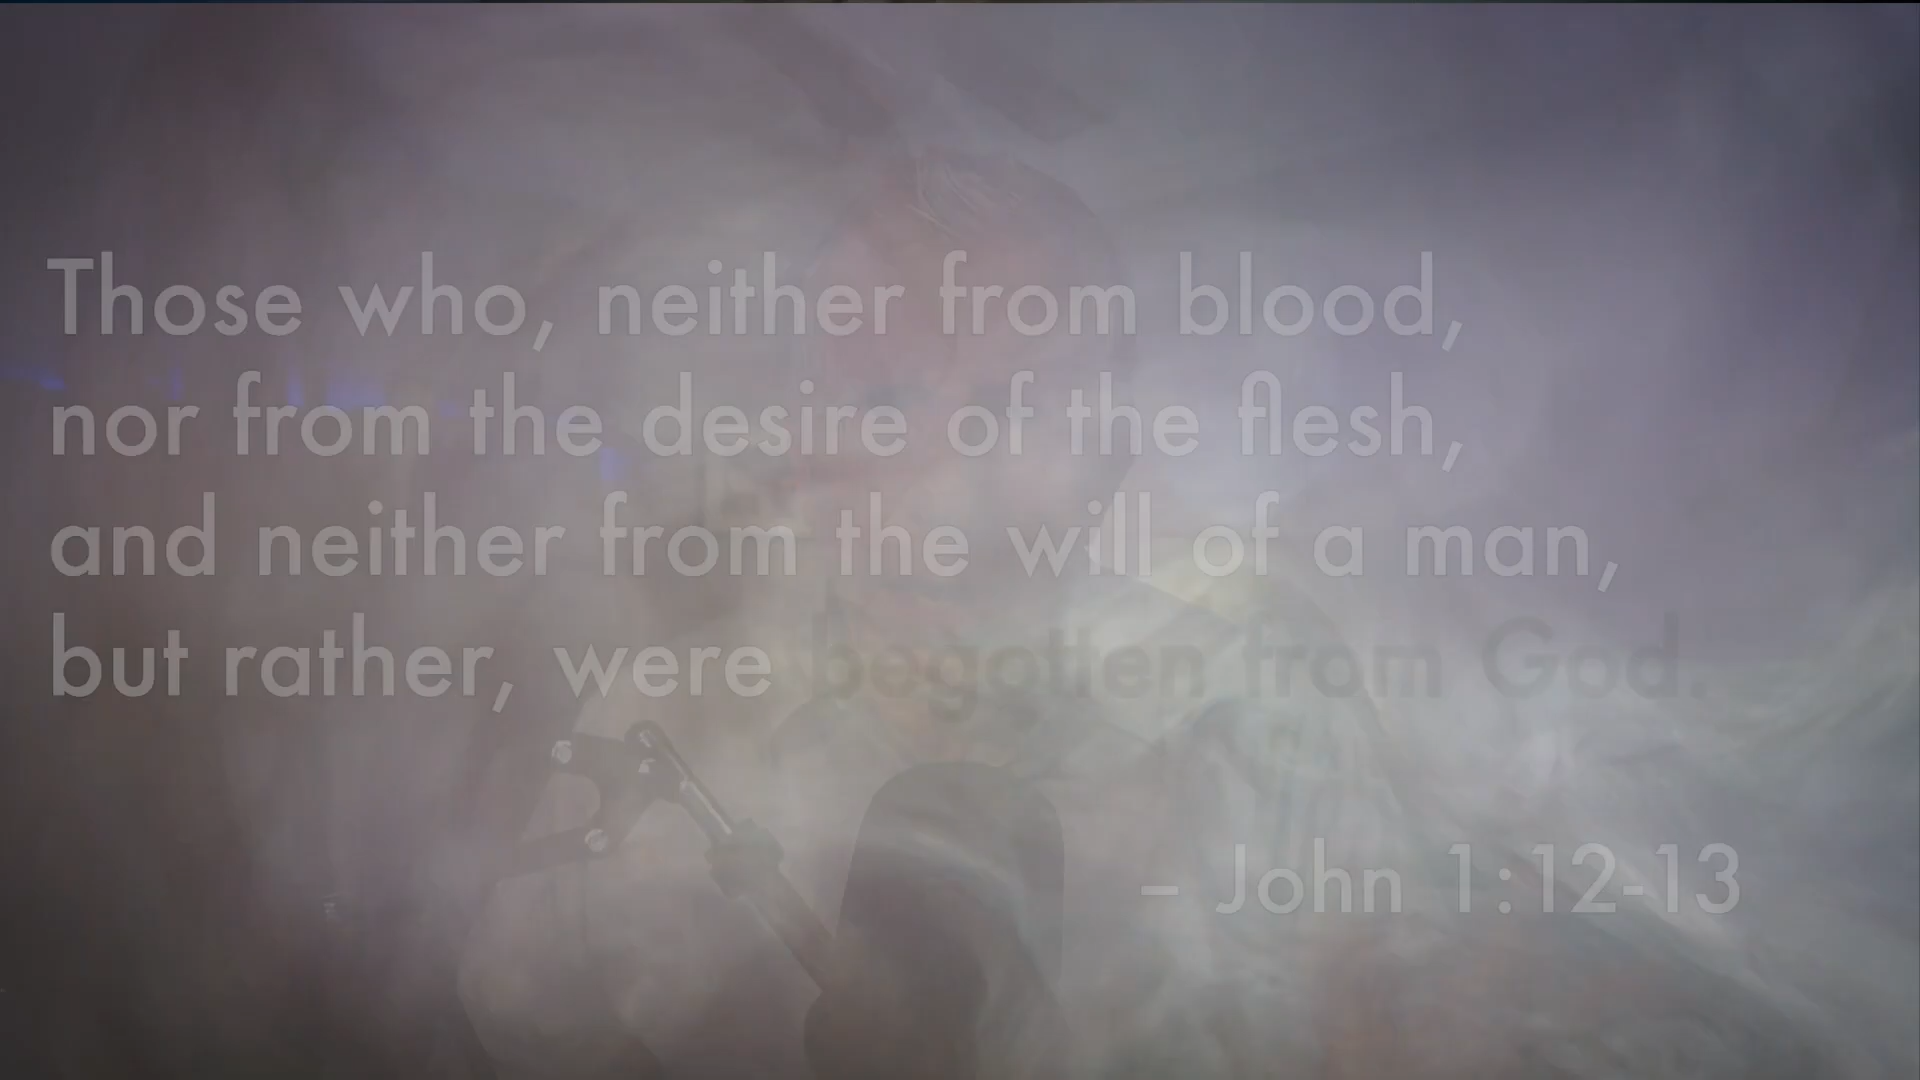 Those who, neither from blood,
nor from the desire of the flesh,
and neither from the will of a man,
but rather, were begotten from God.
– John 1:12-13